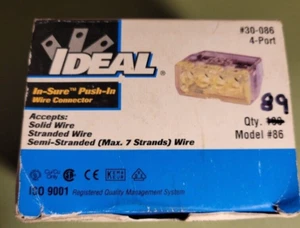 #30-086
4-Port
IDEAL®
In-Sure™ Push-In
Wire Connector
89
Accepts:
Solid Wire
Stranded Wire
Semi-Stranded (Max. 7 Strands) Wire
Qty.
Model #86
ISO 9001 Registered Quality Management System